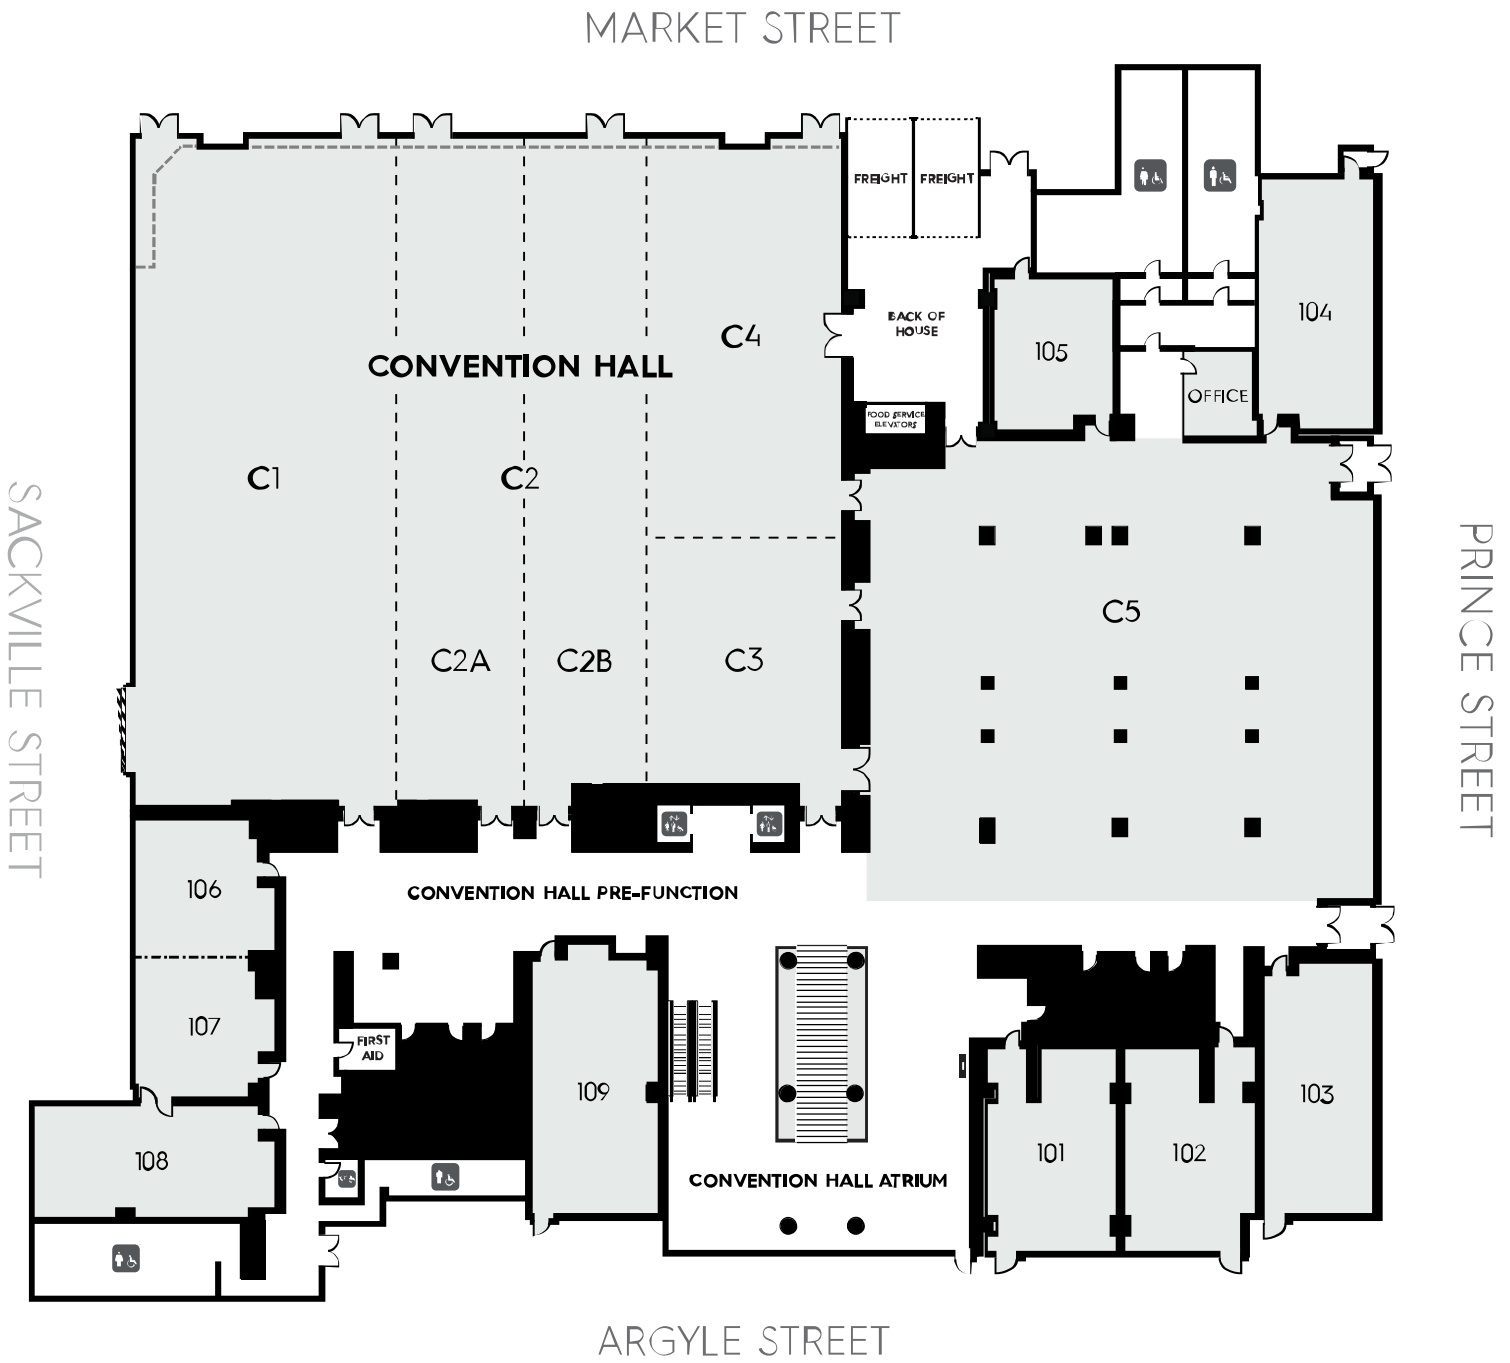 MARKET STREET
FREIGHT
FREIGHT
BACK OF
HOUSE
104
C4
CONVENTION HALL
105
OFFICE
FOOD SERVICE
ELEVATORS
C1
C2
SACKVILLE STREET
PRINCE STREET
C5
C2A
C2B
C3
106
CONVENTION HALL PRE-FUNCTION
107
FIRST
AID
109
103
108
101
102
CONVENTION HALL ATRIUM
ARGYLE STREET